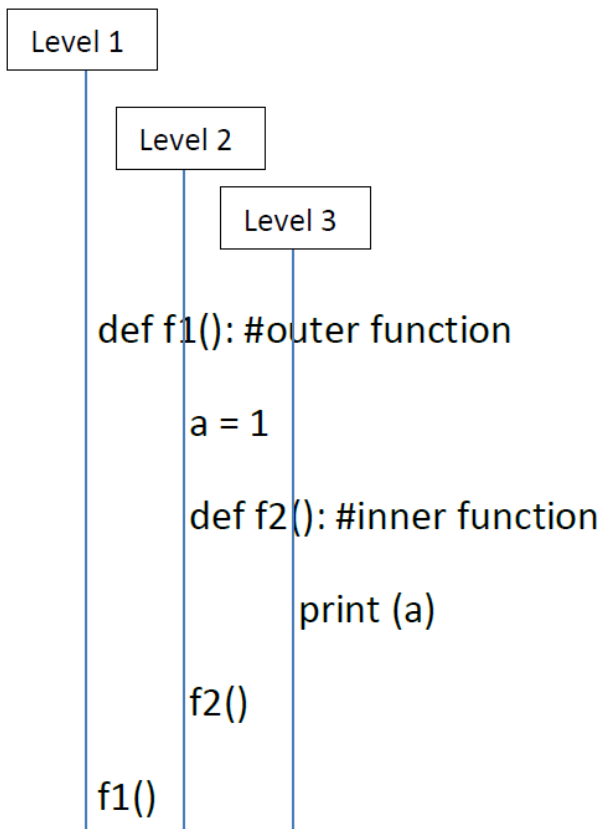 Level 1
Level 2
Level 3
def f1(): #outer function
a = 1
def f2(): #inner function
print (a)
f2()
f1()